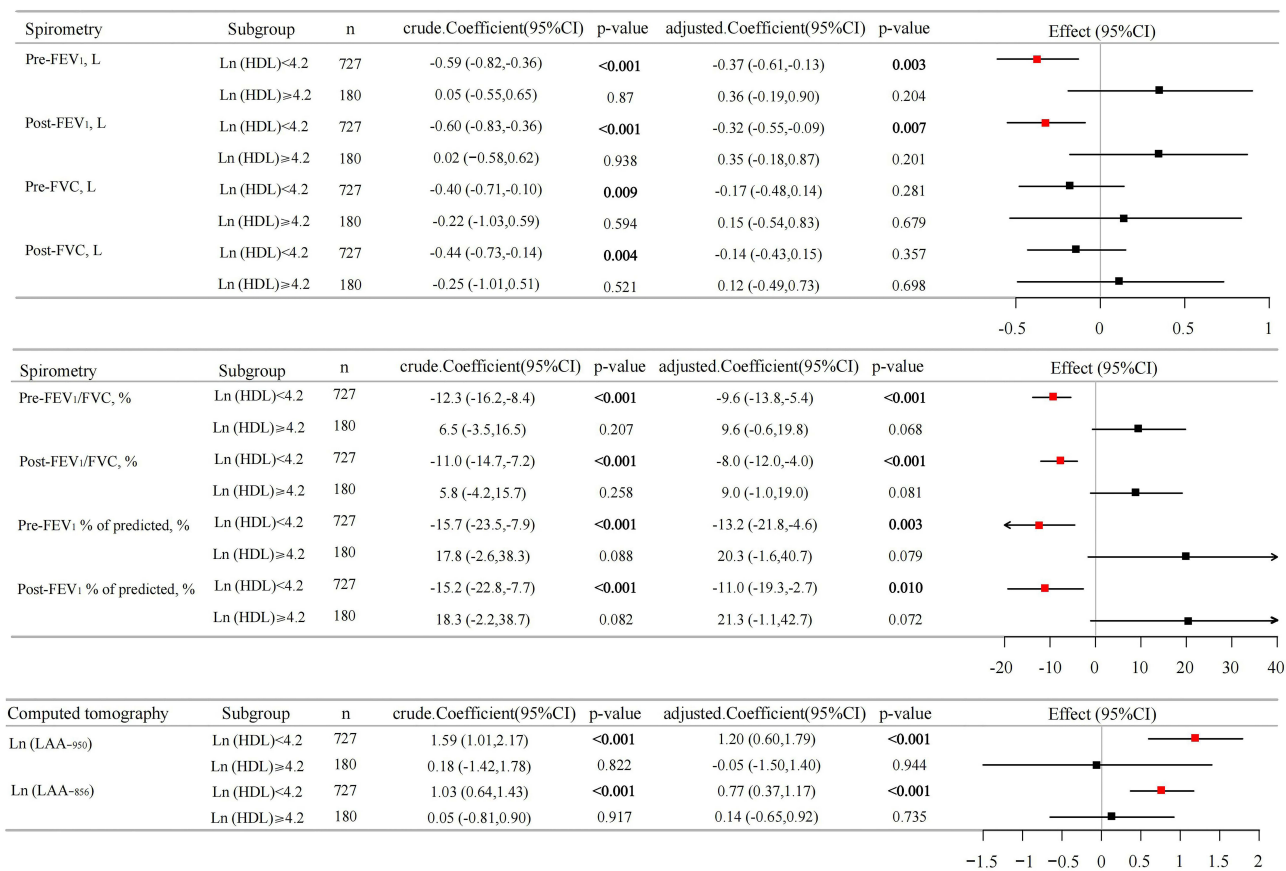 Spirometry Subgroup n crude.Coefficient(95%CI) p-value adjusted.Coefficient(95%CI) p-value Effect (95%CI)
Pre-FEV₁, L Ln (HDL)<4.2 727 -0.59 (-0.82,-0.36) <0.001 -0.37 (-0.61,-0.13) 0.003
Ln (HDL)⩾4.2 180 0.05 (-0.55,0.65) 0.87 0.36 (-0.19,0.90) 0.204
Post-FEV₁, L Ln (HDL)<4.2 727 -0.60 (-0.83,-0.36) <0.001 -0.32 (-0.55,-0.09) 0.007
Ln (HDL)⩾4.2 180 0.02 (−0.58,0.62) 0.938 0.35 (-0.18,0.87) 0.201
Pre-FVC, L Ln (HDL)<4.2 727 -0.40 (-0.71,-0.10) 0.009 -0.17 (-0.48,0.14) 0.281
Ln (HDL)⩾4.2 180 -0.22 (-1.03,0.59) 0.594 0.15 (-0.54,0.83) 0.679
Post-FVC, L Ln (HDL)<4.2 727 -0.44 (-0.73,-0.14) 0.004 -0.14 (-0.43,0.15) 0.357
Ln (HDL)⩾4.2 180 -0.25 (-1.01,0.51) 0.521 0.12 (-0.49,0.73) 0.698
-0.5 0 0.5 1
Spirometry Subgroup n crude.Coefficient(95%CI) p-value adjusted.Coefficient(95%CI) p-value Effect (95%CI)
Pre-FEV₁/FVC, % Ln (HDL)<4.2 727 -12.3 (-16.2,-8.4) <0.001 -9.6 (-13.8,-5.4) <0.001
Ln (HDL)⩾4.2 180 6.5 (-3.5,16.5) 0.207 9.6 (-0.6,19.8) 0.068
Post-FEV₁/FVC, % Ln (HDL)<4.2 727 -11.0 (-14.7,-7.2) <0.001 -8.0 (-12.0,-4.0) <0.001
Ln (HDL)⩾4.2 180 5.8 (-4.2,15.7) 0.258 9.0 (-1.0,19.0) 0.081
Pre-FEV₁ % of predicted, % Ln (HDL)<4.2 727 -15.7 (-23.5,-7.9) <0.001 -13.2 (-21.8,-4.6) 0.003
Ln (HDL)⩾4.2 180 17.8 (-2.6,38.3) 0.088 20.3 (-1.6,40.7) 0.079
Post-FEV₁ % of predicted, % Ln (HDL)<4.2 727 -15.2 (-22.8,-7.7) <0.001 -11.0 (-19.3,-2.7) 0.010
Ln (HDL)⩾4.2 180 18.3 (-2.2,38.7) 0.082 21.3 (-1.1,42.7) 0.072
-20 -10 0 10 20 30 40
Computed tomography Subgroup n crude.Coefficient(95%CI) p-value adjusted.Coefficient(95%CI) p-value Effect (95%CI)
Ln (LAA-₉₅₀) Ln (HDL)<4.2 727 1.59 (1.01,2.17) <0.001 1.20 (0.60,1.79) <0.001
Ln (HDL)⩾4.2 180 0.18 (-1.42,1.78) 0.822 -0.05 (-1.50,1.40) 0.944
Ln (LAA-₈₅₆) Ln (HDL)<4.2 727 1.03 (0.64,1.43) <0.001 0.77 (0.37,1.17) <0.001
Ln (HDL)⩾4.2 180 0.05 (-0.81,0.90) 0.917 0.14 (-0.65,0.92) 0.735
−1.5 −1 −0.5 0 0.5 1 1.5 2